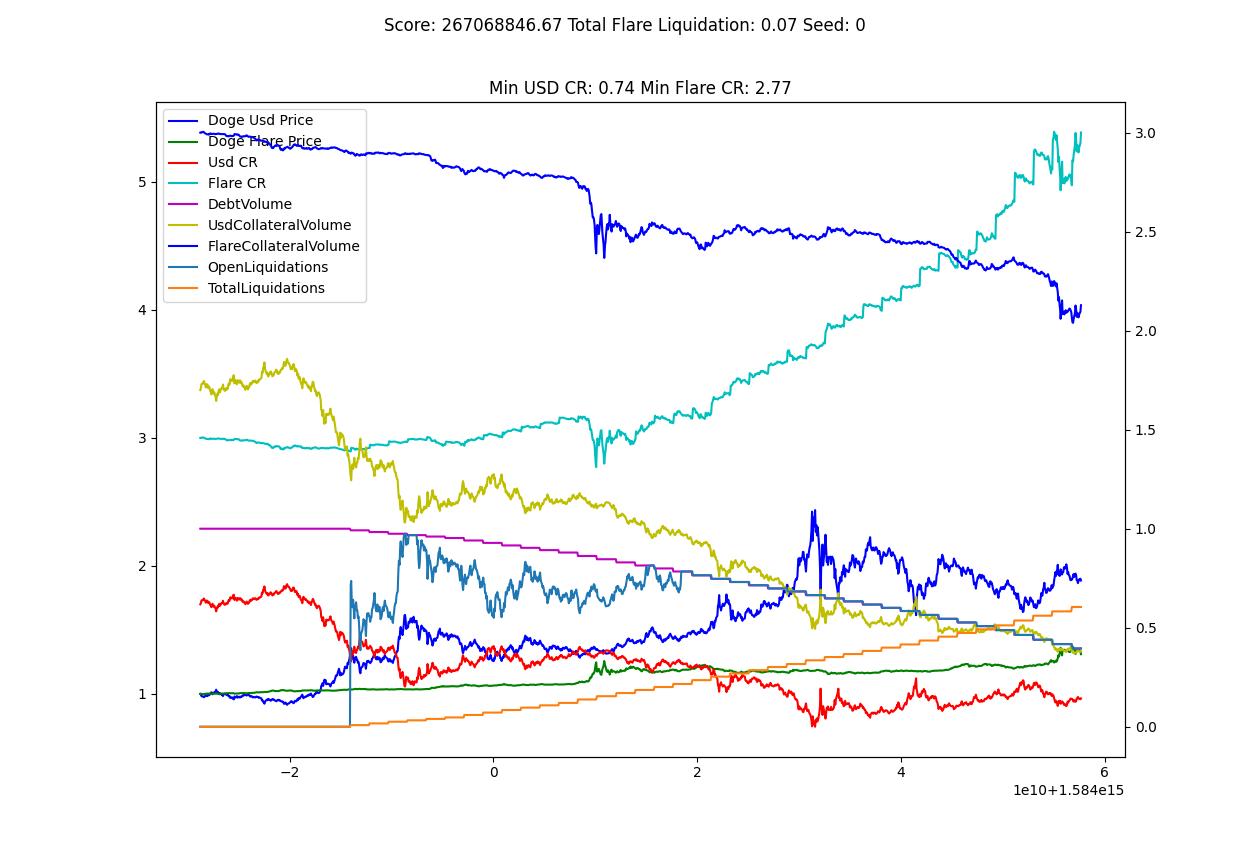 Score: 267068846.67 Total Flare Liquidation: 0.07 Seed: 0
Min USD CR: 0.74 Min Flare CR: 2.77
Doge Usd Price
Doge Flare Price
Usd CR
Flare CR
DebtVolume
UsdCollateralVolume
FlareCollateralVolume
OpenLiquidations
TotalLiquidations
5
4
3
2
1
3.0
2.5
2.0
1.5
1.0
0.5
0.0
−2
0
2
4
6
1e10+1.584e15